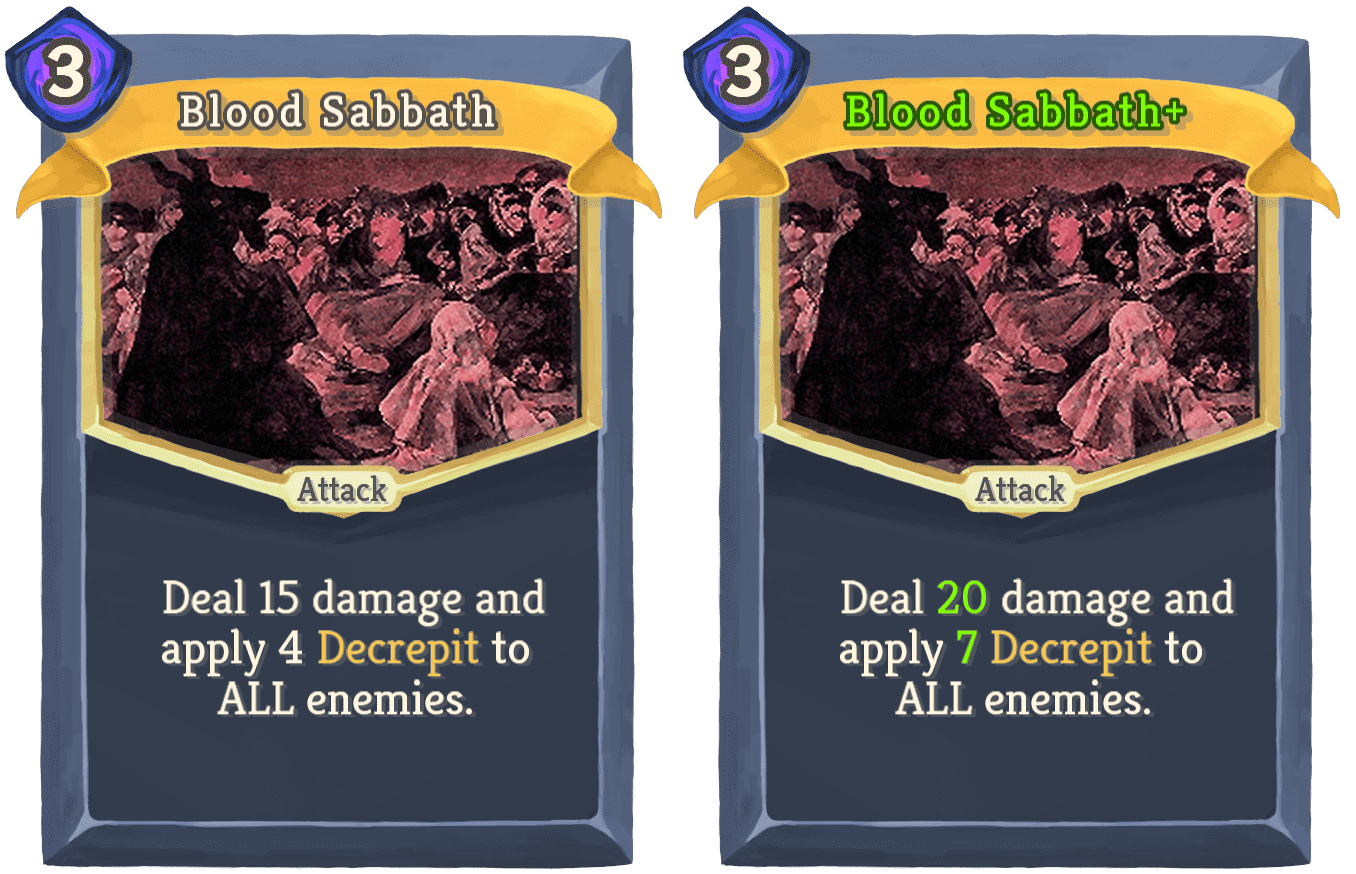 3
Blood Sabbath
Attack
Deal 15 damage and
apply 4 Decrepit to
ALL enemies.
3
Blood Sabbath+
Attack
Deal 20 damage and
apply 7 Decrepit to
ALL enemies.